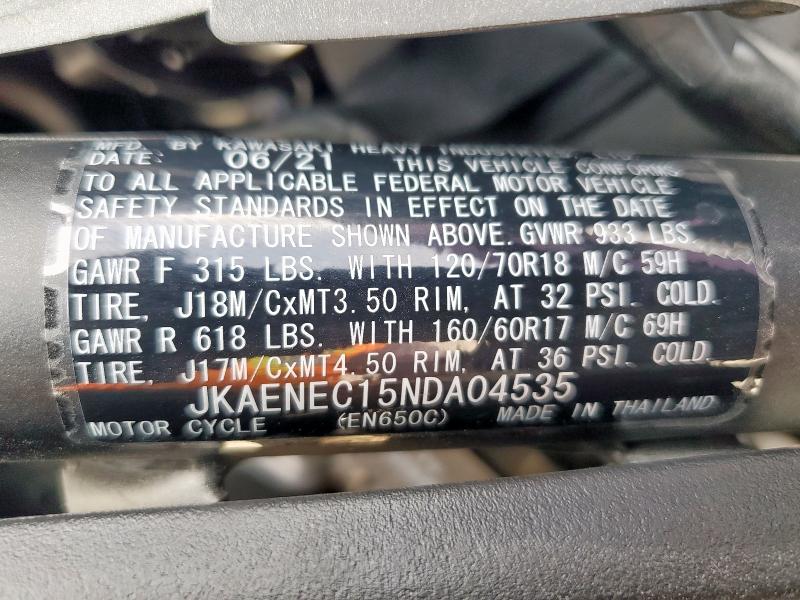 MFD. BY KAWASAKI HEAVY INDUSTRIES, LTD.
DATE: 06/21 THIS VEHICLE CONFORMS
TO ALL APPLICABLE FEDERAL MOTOR VEHICLE
SAFETY STANDARDS IN EFFECT ON THE DATE
OF MANUFACTURE SHOWN ABOVE. GVWR 933 LBS.
GAWR F 315 LBS. WITH 120/70R18 M/C 59H
TIRE, J18M/CxMT3.50 RIM, AT 32 PSI. COLD.
GAWR R 618 LBS. WITH 160/60R17 M/C 69H
TIRE, J17M/CxMT4.50 RIM, AT 36 PSI. COLD.
JKAENEC15NDA04535
MOTOR CYCLE (EN650C) MADE IN THAILAND